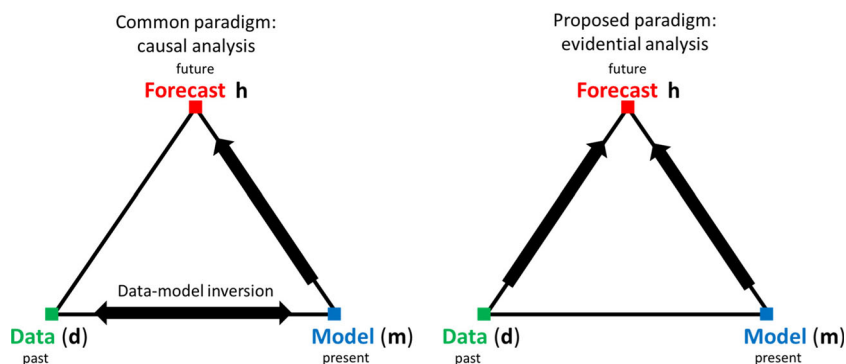 Common paradigm:
causal analysis
future
Forecast h
Data-model inversion
Data (d)
past
Model (m)
present
Proposed paradigm:
evidential analysis
future
Forecast h
Data (d)
past
Model (m)
present